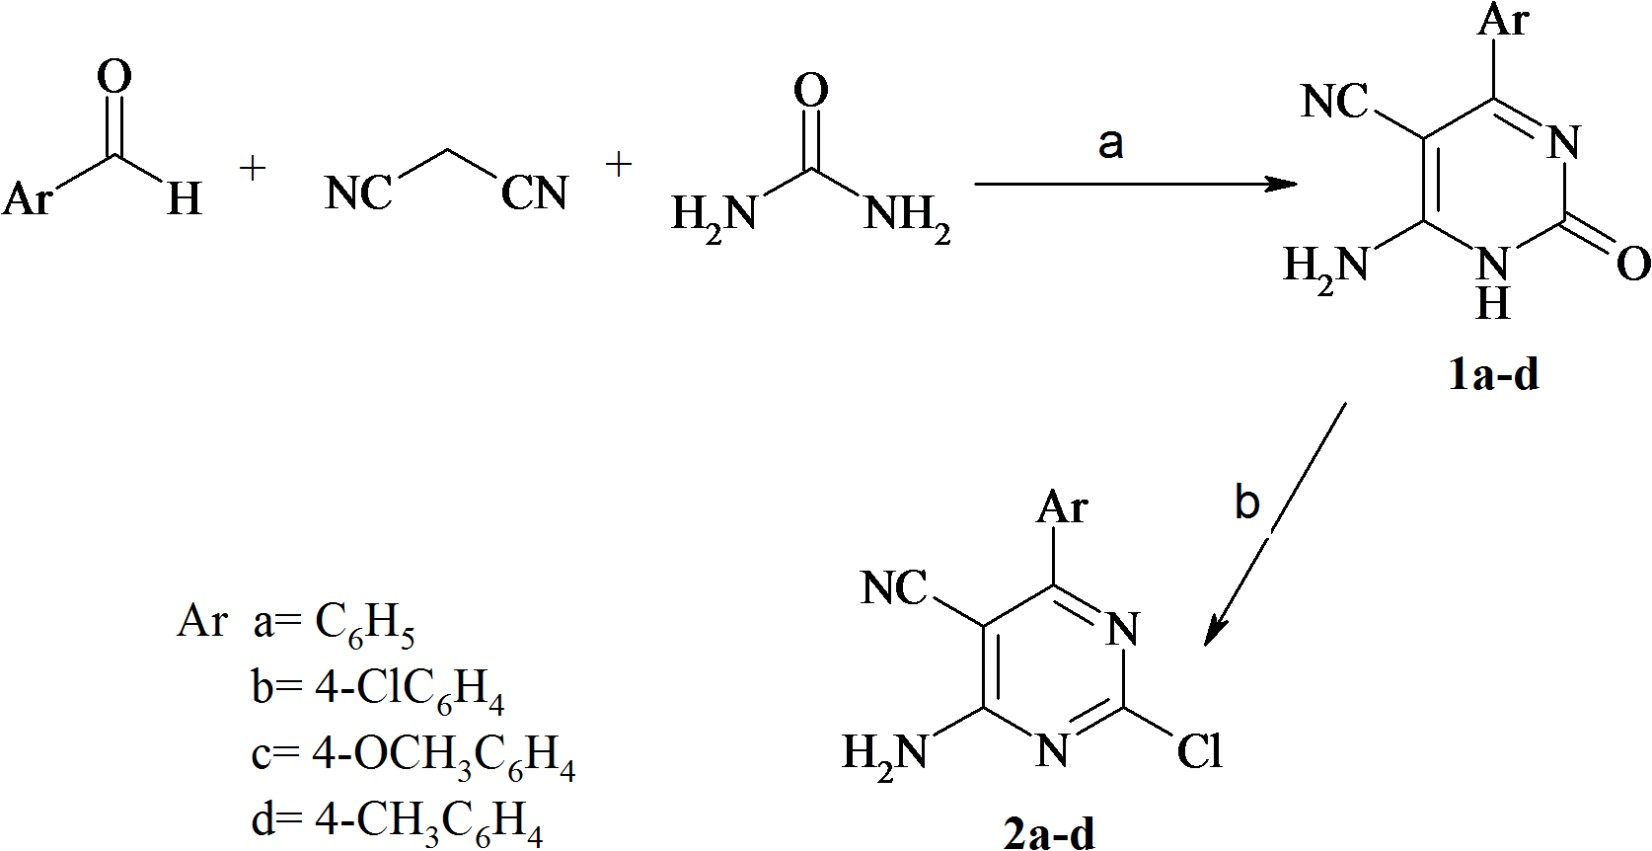 O
Ar
H
+
NC
CN
+
O
H₂N
NH₂
a
Ar
NC
N
H₂N
N
H
O
1a-d
b
Ar
NC
N
H₂N
N
Cl
2a-d
Ar a= C₆H₅
b= 4-ClC₆H₄
c= 4-OCH₃C₆H₄
d= 4-CH₃C₆H₄